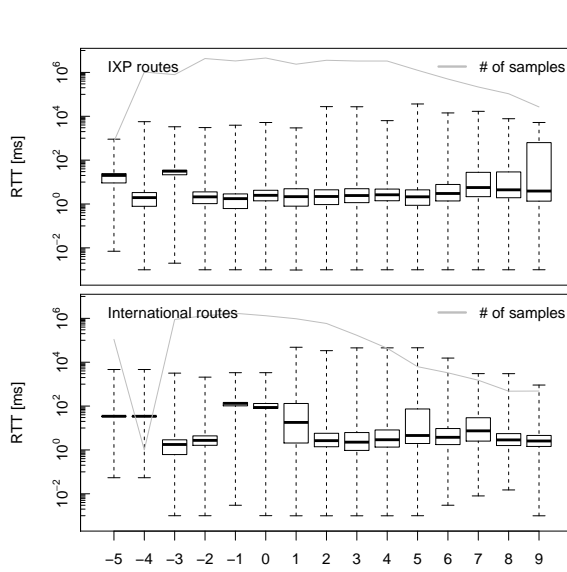 IXP routes
# of samples
RTT [ms]
10^6
10^4
10^2
10^0
10^−2
International routes
# of samples
RTT [ms]
10^6
10^4
10^2
10^0
10^−2
−5 −4 −3 −2 −1 0 1 2 3 4 5 6 7 8 9